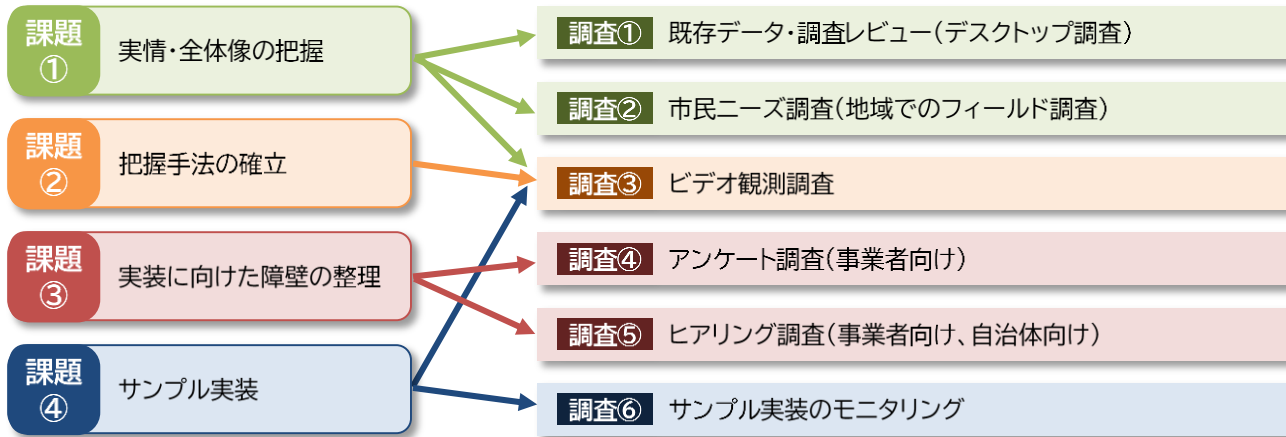 課題
①
実情・全体像の把握
課題
②
把握手法の確立
課題
③
実装に向けた障壁の整理
課題
④
サンプル実装
調査① 既存データ・調査レビュー(デスクトップ調査)
調査② 市民ニーズ調査(地域でのフィールド調査)
調査③ ビデオ観測調査
調査④ アンケート調査(事業者向け)
調査⑤ ヒアリング調査(事業者向け、自治体向け)
調査⑥ サンプル実装のモニタリング